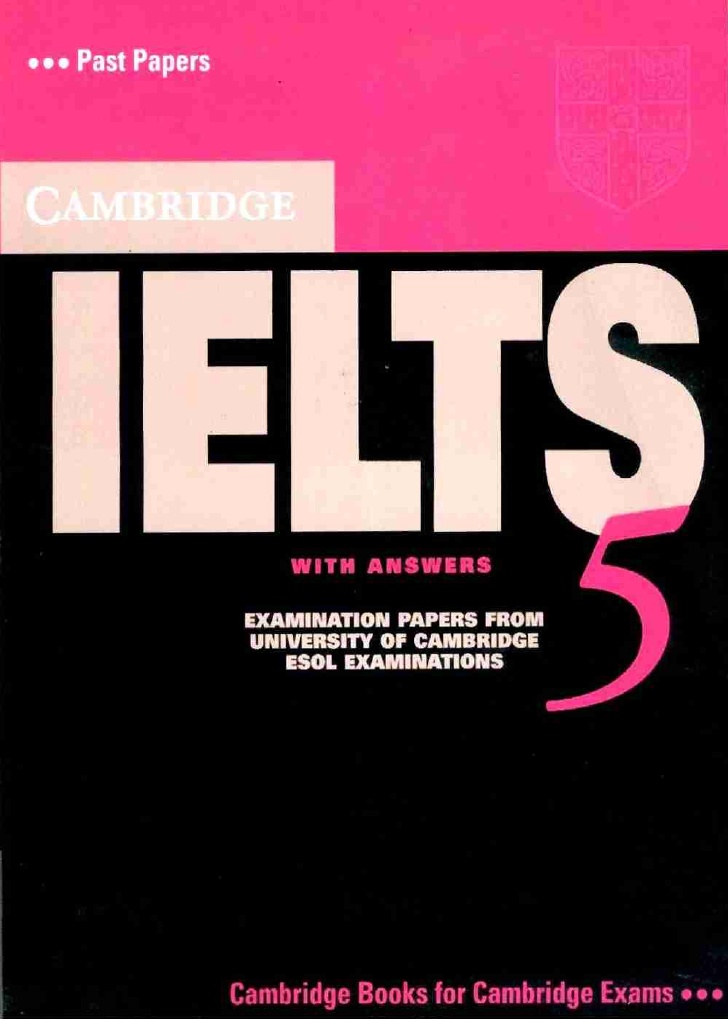 ••• Past Papers
CAMBRIDGE
IELTS
5
WITH ANSWERS
EXAMINATION PAPERS FROM
UNIVERSITY OF CAMBRIDGE
ESOL EXAMINATIONS
Cambridge Books for Cambridge Exams •••